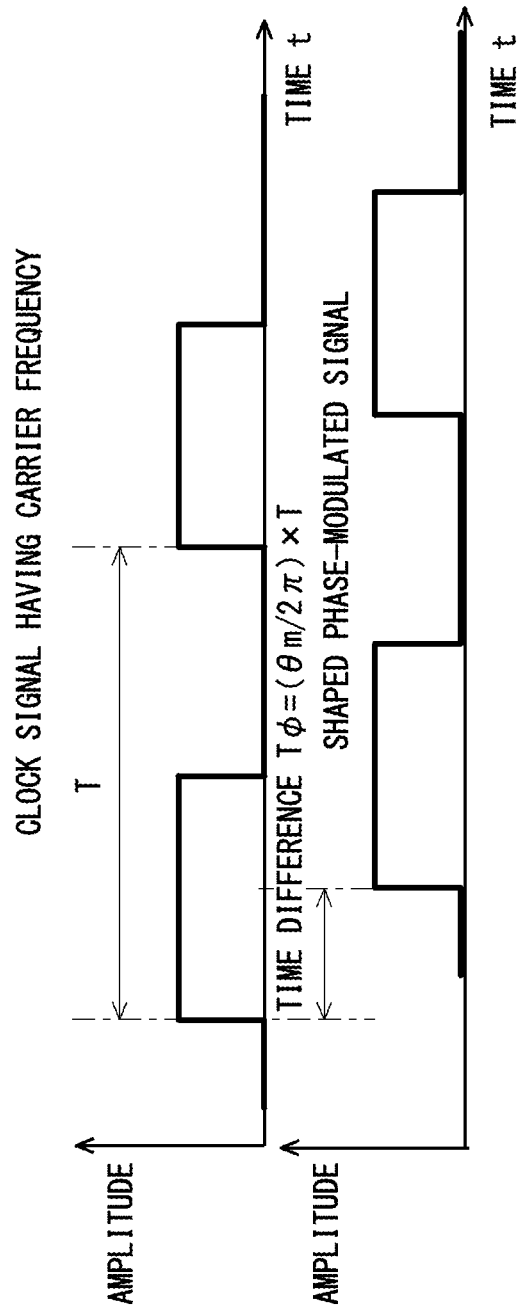 CLOCK SIGNAL HAVING CARRIER FREQUENCY
AMPLITUDE
T
TIME t
TIME DIFFERENCE Tφ=(θm/2π)×T
SHAPED PHASE-MODULATED SIGNAL
AMPLITUDE
TIME t